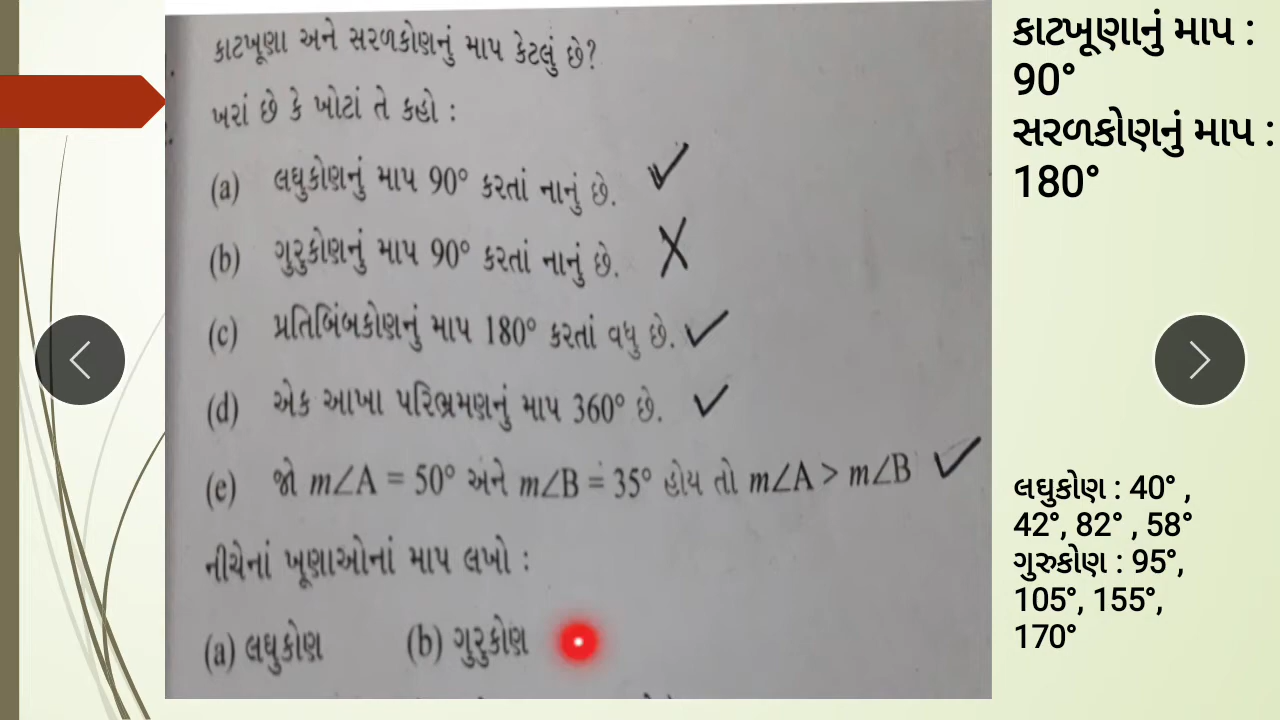 કાટખૂણા અને સરળકોણનું માપ કેટલું છે?
ખરાં છે કે ખોટાં તે કહો :
(a) લઘુકોણનું માપ 90° કરતાં નાનું છે.
(b) ગુરુકોણનું માપ 90° કરતાં નાનું છે.
(c) પ્રતિબિંબકોણનું માપ 180° કરતાં વધુ છે.
(d) એક આખા પરિભ્રમણનું માપ 360° છે.
(e) જો m∠A = 50° અને m∠B = 35° હોય તો m∠A > m∠B
નીચેનાં ખૂણાઓનાં માપ લખો :
(a) લઘુકોણ (b) ગુરુકોણ
કાટખૂણાનું માપ :
90°
સરળકોણનું માપ :
180°
લઘુકોણ : 40° ,
42°, 82° , 58°
ગુરુકોણ : 95°,
105°, 155°,
170°